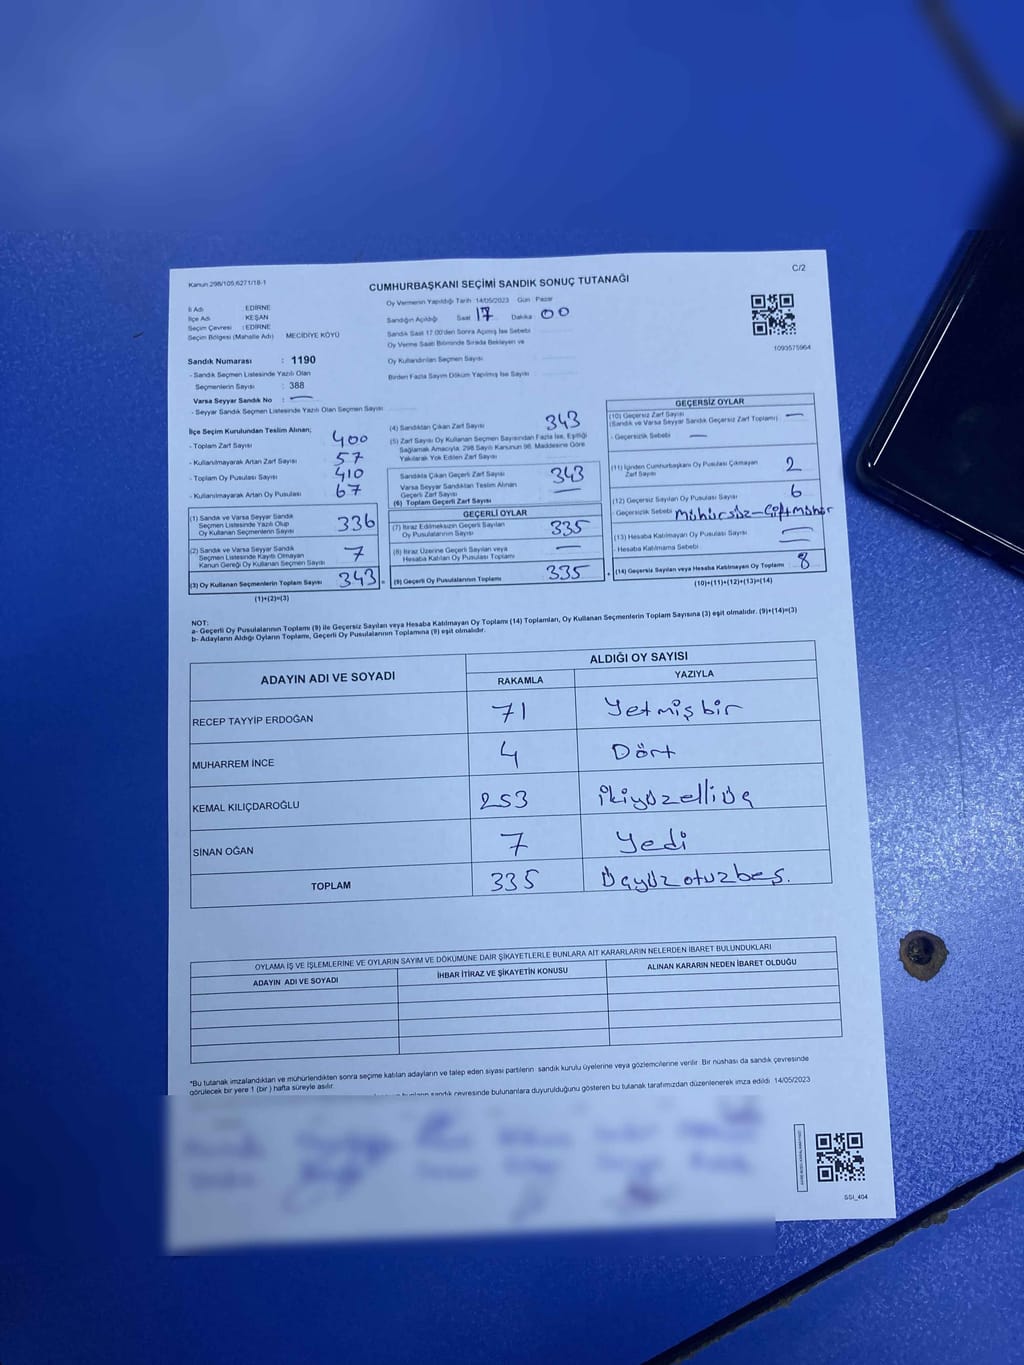 Kanun:298/105,6271/18-1
C/2
CUMHURBAŞKANI SEÇİMİ SANDIK SONUÇ TUTANAĞI
İl Adı EDİRNE
İlçe Adı KEŞAN
Seçim Çevresi : EDİRNE
Seçim Bölgesi (Mahalle Adı) MECİDİYE KÖYÜ
Sandık Numarası : 1190
- Sandık Seçmen Listesinde Yazılı Olan
Seçmenlerin Sayısı : 388
Varsa Seyyar Sandık No : —
- Seyyar Sandık Seçmen Listesinde Yazılı Olan Seçmen Sayısı
Oy Vermenin Yapıldığı Tarih :14/05/2023 Gün : Pazar
Sandığın Açıldığı Saat 17 Dakika 00
Sandık Saat 17.00'den Sonra Açılmış İse Sebebi
Oy Verme Saati Bitiminde Sırada Bekleyen ve
Oy Kullandırılan Seçmen Sayısı
Birden Fazla Sayım Döküm Yapılmış İse Sayısı
1093575964
İlçe Seçim Kurulundan Teslim Alınan;
- Toplam Zarf Sayısı 400
- Kullanılmayarak Artan Zarf Sayısı 57
- Toplam Oy Pusulası Sayısı 410
- Kullanılmayarak Artan Oy Pusulası 67
(1) Sandık ve Varsa Seyyar Sandık
Seçmen Listesinde Yazılı Olup
Oy Kullanan Seçmenlerin Sayısı 336
(2) Sandık ve Varsa Seyyar Sandık
Seçmen Listesinde Kayıtlı Olmayan
Kanun Gereği Oy Kullanan Seçmen Sayısı 7
(3) Oy Kullanan Seçmenlerin Toplam Sayısı 343 =
(1)+(2)=(3)
(4) Sandıktan Çıkan Zarf Sayısı 343
(5) Zarf Sayısı Oy Kullanan Seçmen Sayısından Fazla İse, Eşitliği
Sağlamak Amacıyla, 298 Sayılı Kanunun 98. Maddesine Göre
Yakılarak Yok Edilen Zarf Sayısı
Sandıkta Çıkan Geçerli Zarf Sayısı 343
Varsa Seyyar Sandıktan Teslim Alınan
Geçerli Zarf Sayısı —
(6) Toplam Geçerli Zarf Sayısı
GEÇERLİ OYLAR
(7) İtiraz Edilmeksizin Geçerli Sayılan
Oy Pusulası Sayısı 335
(8) İtiraz Üzerine Geçerli Sayılan veya
Hesaba Katılan Oy Pusulası Toplamı —
(9) Geçerli Oy Pusulalarının Toplamı 335 +
GEÇERSİZ OYLAR
(10) Geçersiz Zarf Sayısı —
(Sandık ve Varsa Seyyar Sandık Geçersiz Zarf Toplamı)
- Geçersizlik Sebebi —
(11) İçinden Cumhurbaşkanı Oy Pusulası Çıkmayan
Zarf Sayısı 2
(12) Geçersiz Sayılan Oy Pusulası Sayısı 6
- Geçersizlik Sebebi Mühürsüz-Çift Mühür
(13) Hesaba Katılmayan Oy Pusulası Sayısı —
- Hesaba Katılmama Sebebi —
(14) Geçersiz Sayılan veya Hesaba Katılmayan Oy Toplamı : 8
(10)+(11)+(12)+(13)=(14)
NOT:
a- Geçerli Oy Pusulalarının Toplamı (9) ile Geçersiz Sayılan veya Hesaba Katılmayan Oy Toplamı (14) Toplamları, Oy Kullanan Seçmenlerin Toplam Sayısına (3) eşit olmalıdır. (9)+(14)=(3)
b- Adayların Aldığı Oyların Toplamı, Geçerli Oy Pusulalarının Toplamına (9) eşit olmalıdır.
ADAYIN ADI VE SOYADI ALDIĞI OY SAYISI
RAKAMLA YAZIYLA
RECEP TAYYİP ERDOĞAN 71 Yetmişbir
MUHARREM İNCE 4 Dört
KEMAL KILIÇDAROĞLU 253 İkiyüzelliüç
SİNAN OĞAN 7 Yedi
TOPLAM 335 Üçyüzotuzbeş.
OYLAMA İŞ VE İŞLEMLERİNE VE OYLARIN SAYIM VE DÖKÜMÜNE DAİR ŞİKAYETLERLE BUNLARA AİT KARARLARIN NELERDEN İBARET BULUNDUKLARI
ADAYIN ADI VE SOYADI İHBAR İTİRAZ VE ŞİKAYETİN KONUSU ALINAN KARARIN NEDEN İBARET OLDUĞU
*Bu tutanak imzalandıktan ve mühürlendikten sonra seçime katılan adayların ve talep eden siyasi partilerin sandık kurulu üyelerine veya gözlemcilerine verilir. Bir nüshası da sandık çevresinde
görülecek bir yere 1 (bir) hafta süreyle asılır.
sandık çevresinde bulunanlara duyurulduğunu gösteren bu tutanak tarafımızdan düzenlenerek imza edildi. 14/05/2023
SSI_404